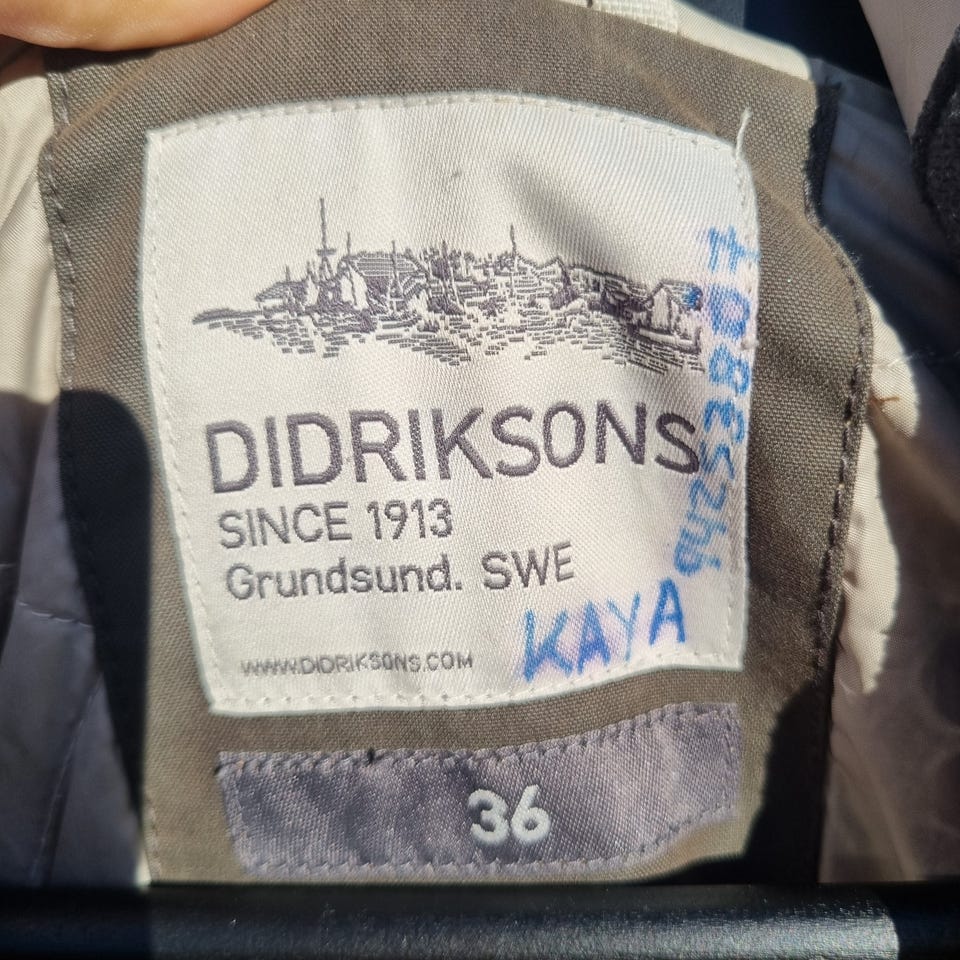 DIDRIKSONS
SINCE 1913
Grundsund. SWE
KAYA
WWW.DIDRIKSONS.COM
36